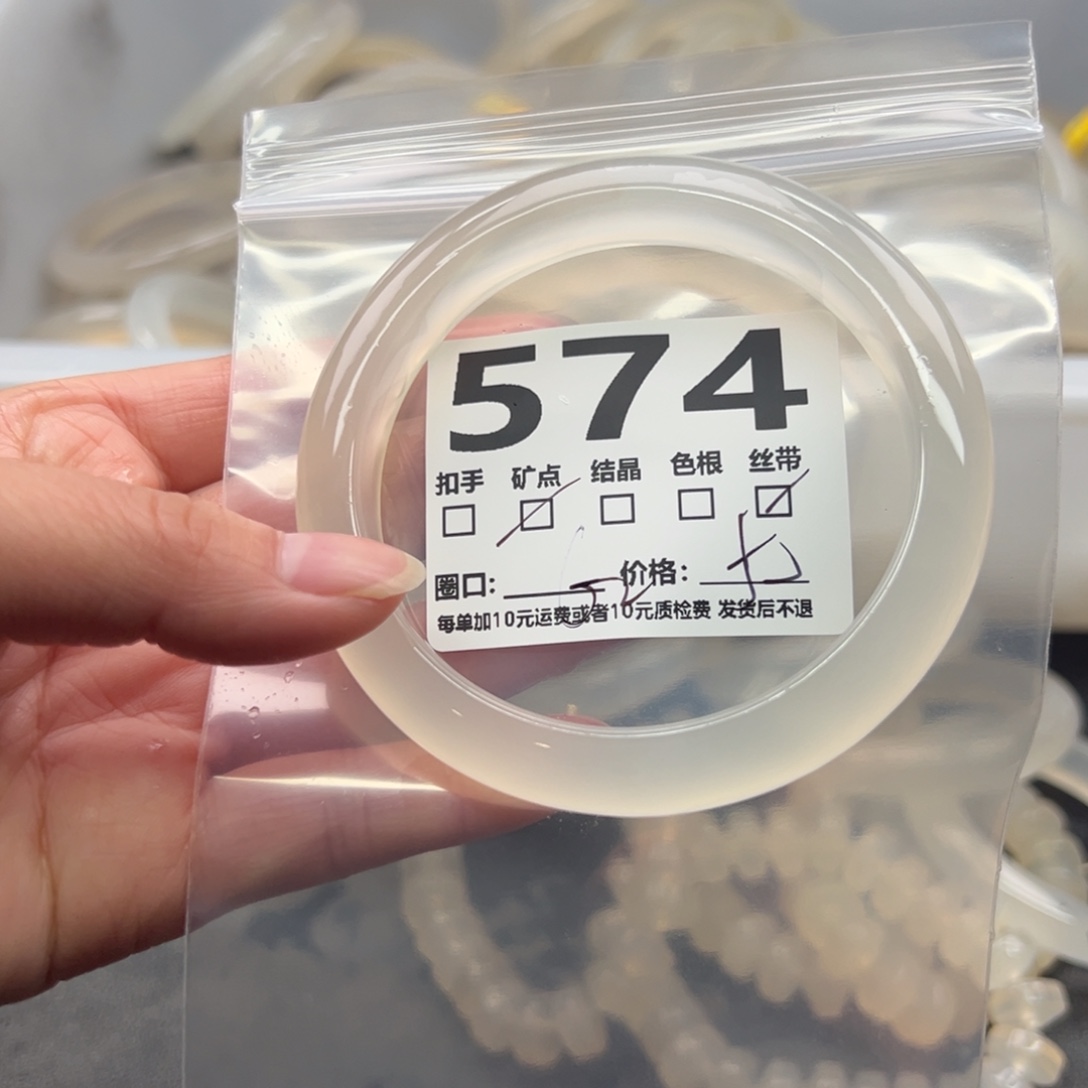 574
扣手 矿点 结晶 色根 丝带
圈口: 价格:
每单加10元运费或者10元质检费 发货后不退